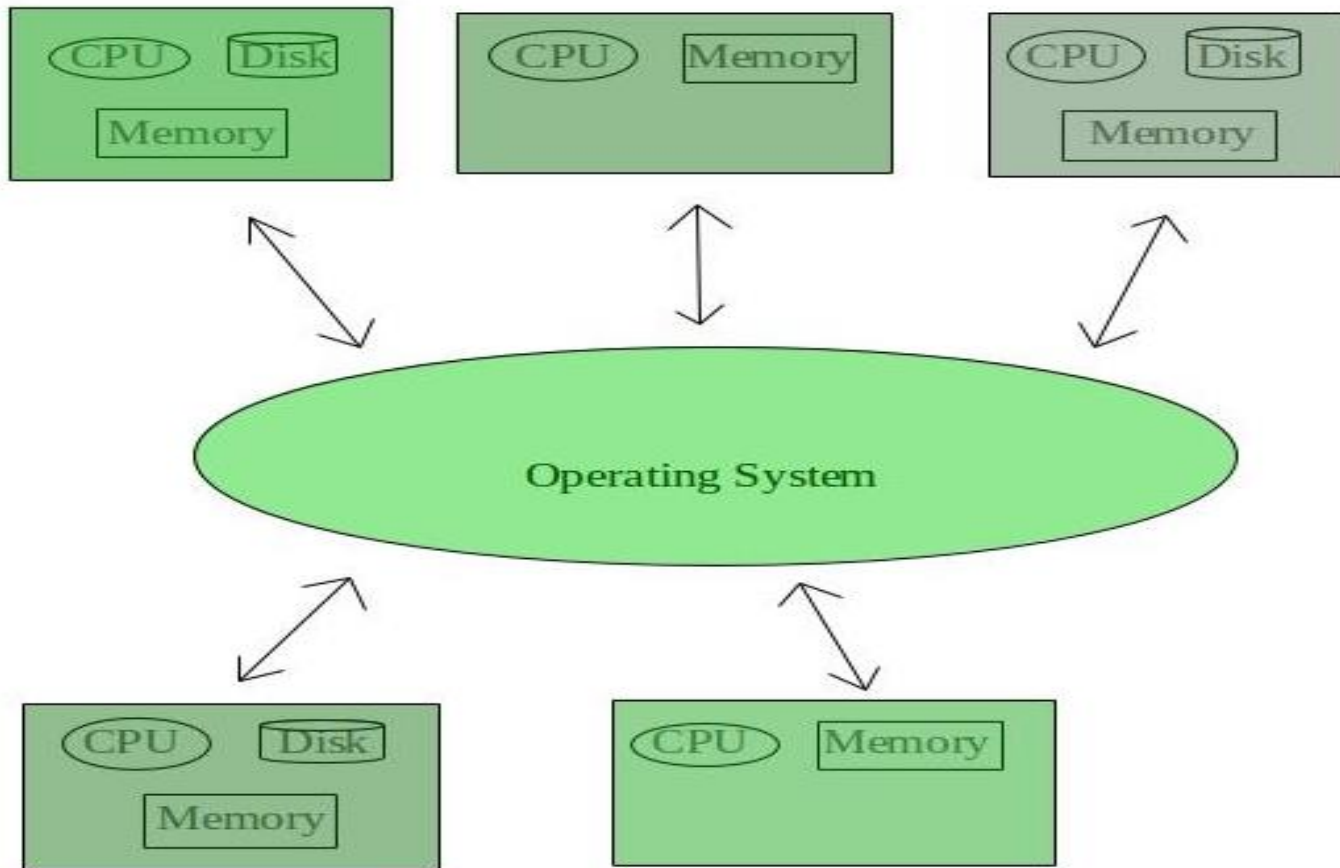 CPU Disk
Memory
CPU Memory
CPU Disk
Memory
Operating System
CPU Disk
Memory
CPU Memory